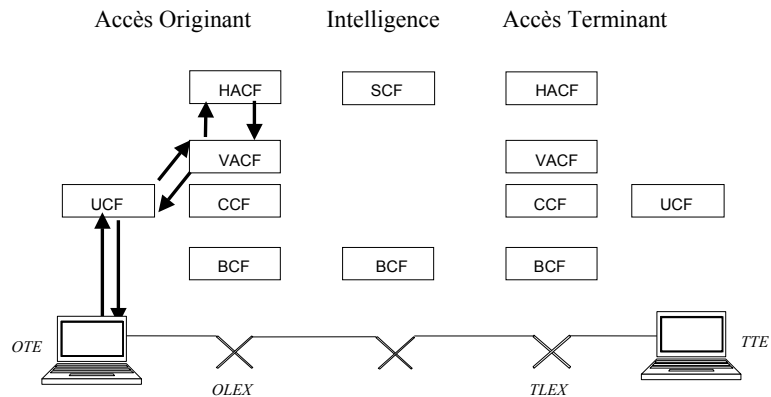 Accès Originant Intelligence Accès Terminant
HACF SCF HACF
VACF VACF
UCF CCF CCF UCF
BCF BCF BCF
OTE TTE
OLEX TLEX